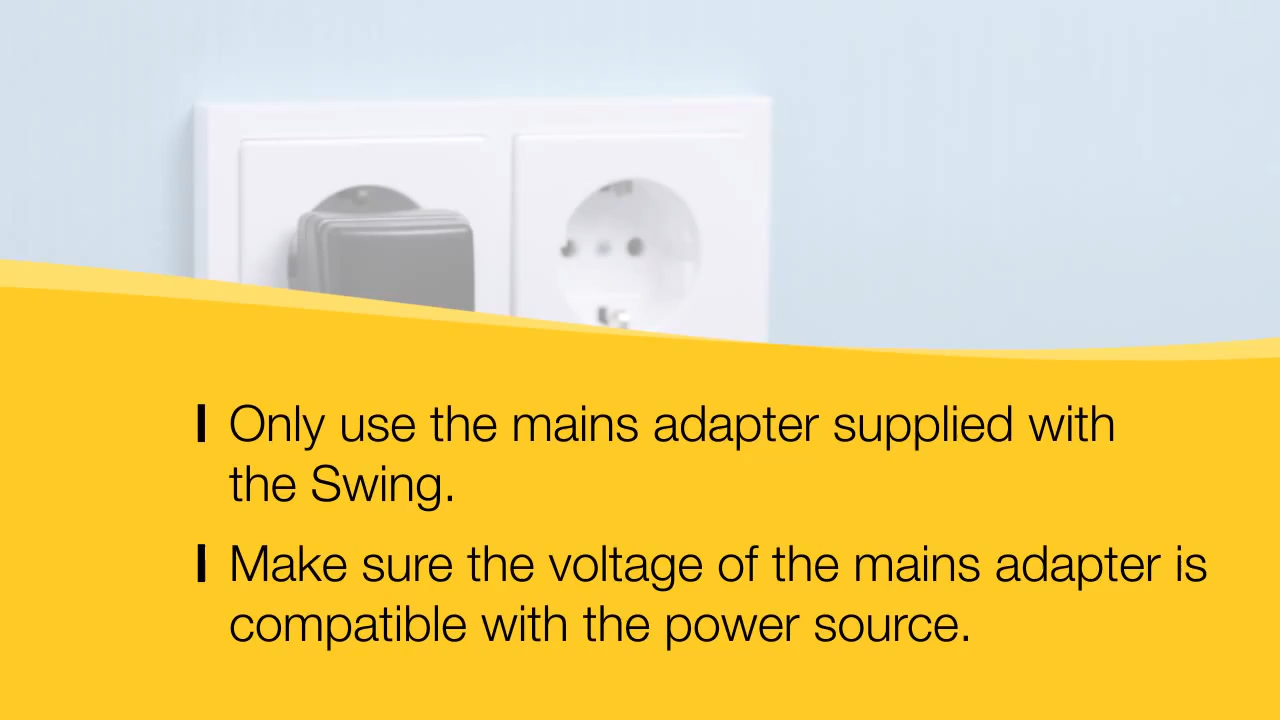 Only use the mains adapter supplied with
the Swing.
Make sure the voltage of the mains adapter is
compatible with the power source.